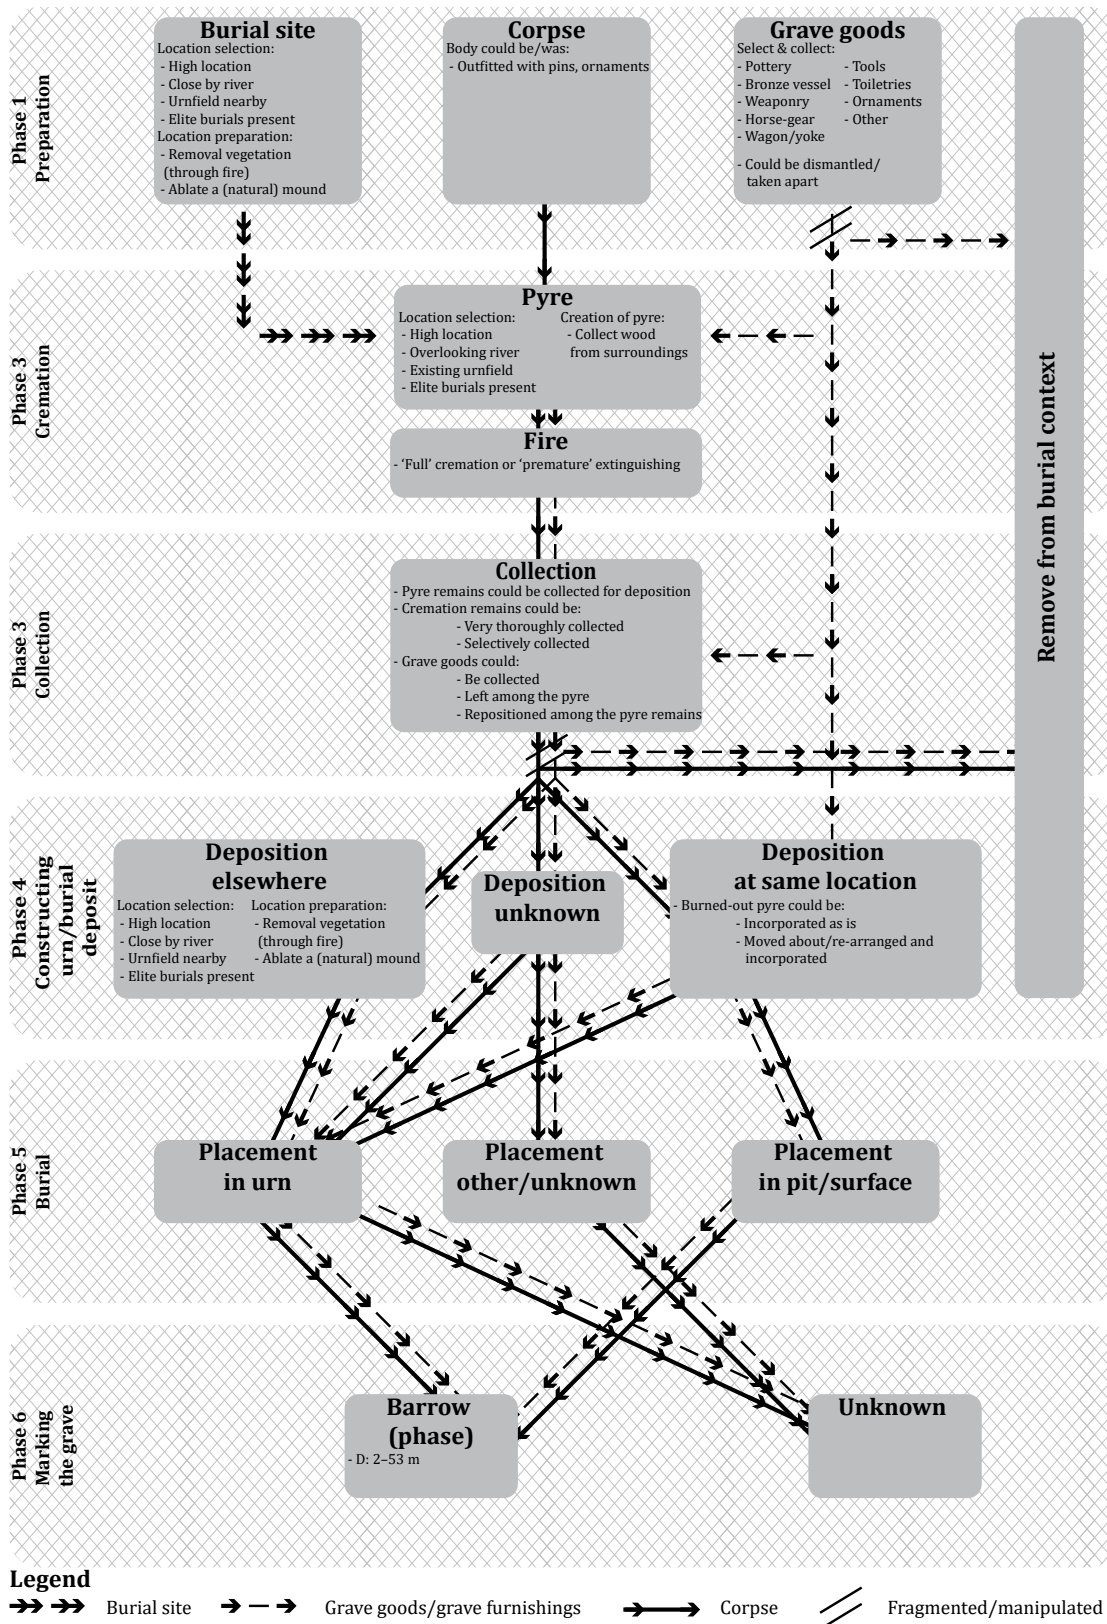 Phase 1
Preparation
Burial site
Location selection:
- High location
- Close by river
- Urnfield nearby
- Elite burials present
Location preparation:
- Removal vegetation
(through fire)
- Ablate a (natural) mound
Corpse
Body could be/was:
- Outfitted with pins, ornaments
Grave goods
Select & collect:
- Pottery
- Bronze vessel
- Weaponry
- Horse-gear
- Wagon/yoke
- Tools
- Toiletries
- Ornaments
- Other
- Could be dismantled/
taken apart
Remove from burial context
Phase 3
Cremation
Pyre
Location selection:
- High location
- Overlooking river
- Existing urnfield
- Elite burials present
Creation of pyre:
- Collect wood
from surroundings
Fire
- ‘Full’ cremation or ‘premature’ extinguishing
Phase 3
Collection
Collection
- Pyre remains could be collected for deposition
- Cremation remains could be:
- Very thoroughly collected
- Selectively collected
- Grave goods could:
- Be collected
- Left among the pyre
- Repositioned among the pyre remains
Phase 4
Constructing
urn/burial
deposit
Deposition
elsewhere
Location selection:
- High location
- Close by river
- Urnfield nearby
- Elite burials present
Location preparation:
- Removal vegetation
(through fire)
- Ablate a (natural) mound
Deposition
unknown
Deposition
at same location
- Burned-out pyre could be:
- Incorporated as is
- Moved about/re-arranged and
incorporated
Phase 5
Burial
Placement
in urn
Placement
other/unknown
Placement
in pit/surface
Phase 6
Marking
the grave
Barrow
(phase)
- D: 2–53 m
Unknown
Legend
Burial site
Grave goods/grave furnishings
Corpse
Fragmented/manipulated